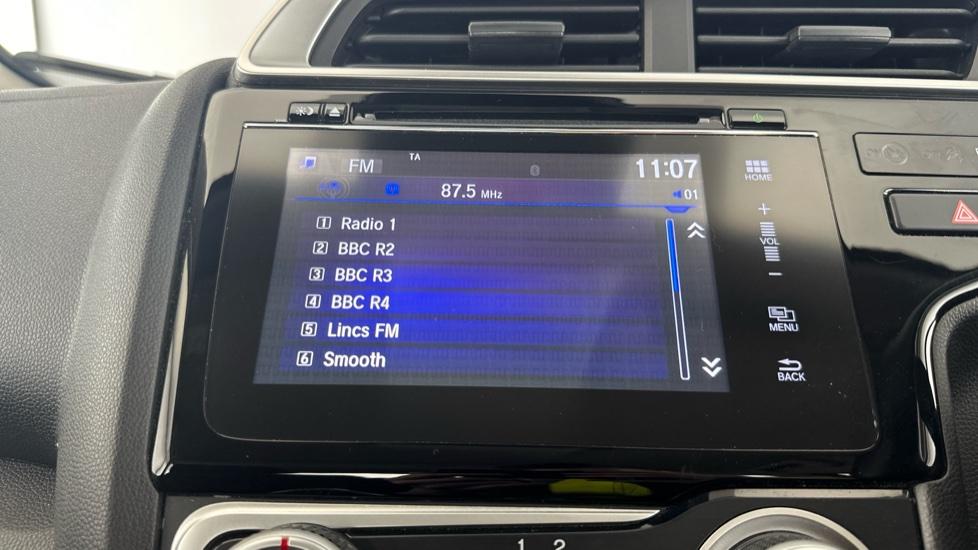 FM TA 11:07
87.5 MHz 01
1 Radio 1
2 BBC R2
3 BBC R3
4 BBC R4
5 Lincs FM
6 Smooth
HOME
+
VOL
−
MENU
BACK
1 2